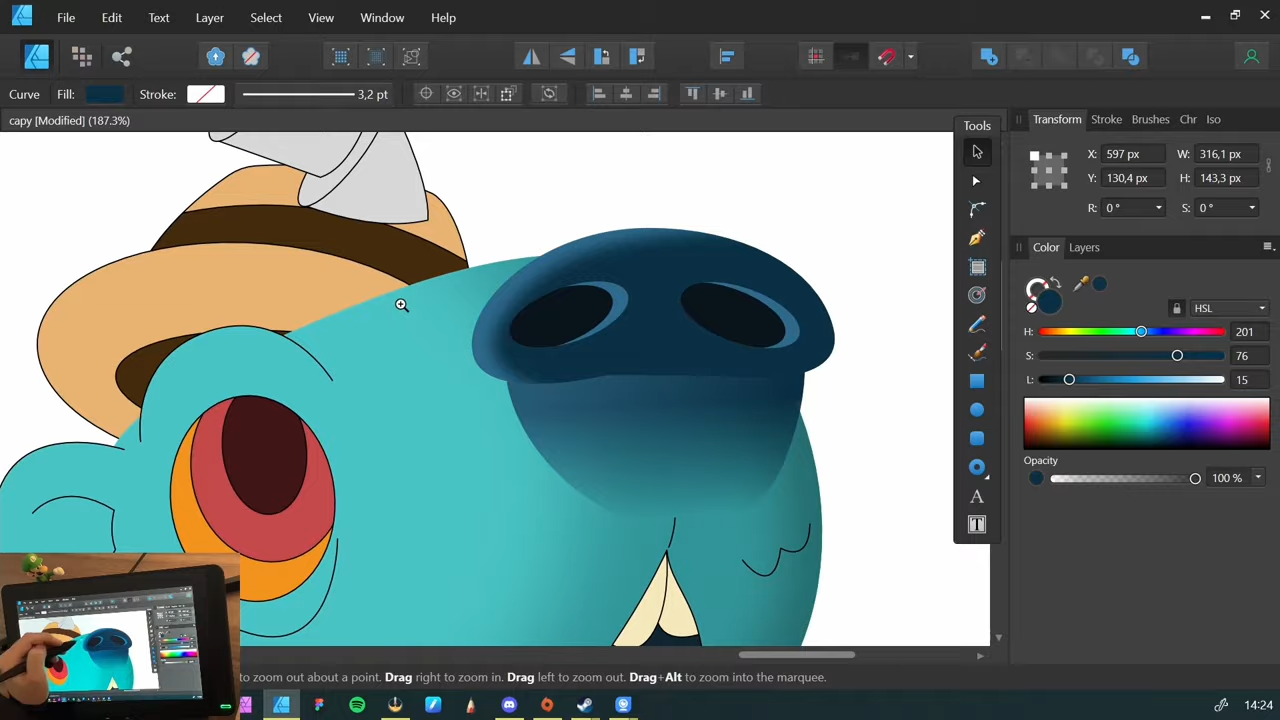 File Edit Text Layer Select View Window Help
Curve Fill: Stroke: 3,2 pt
capy [Modified] (187.3%)
Tools
Transform Stroke Brushes Chr Iso
X: 597 px W: 316,1 px
Y: 130,4 px H: 143,3 px
R: 0 ° S: 0 °
Color Layers
HSL
H: 201
S: 76
L: 15
Opacity
100 %
A
T
to zoom out about a point. Drag right to zoom in. Drag left to zoom out. Drag+Alt to zoom into the marquee.
14:24